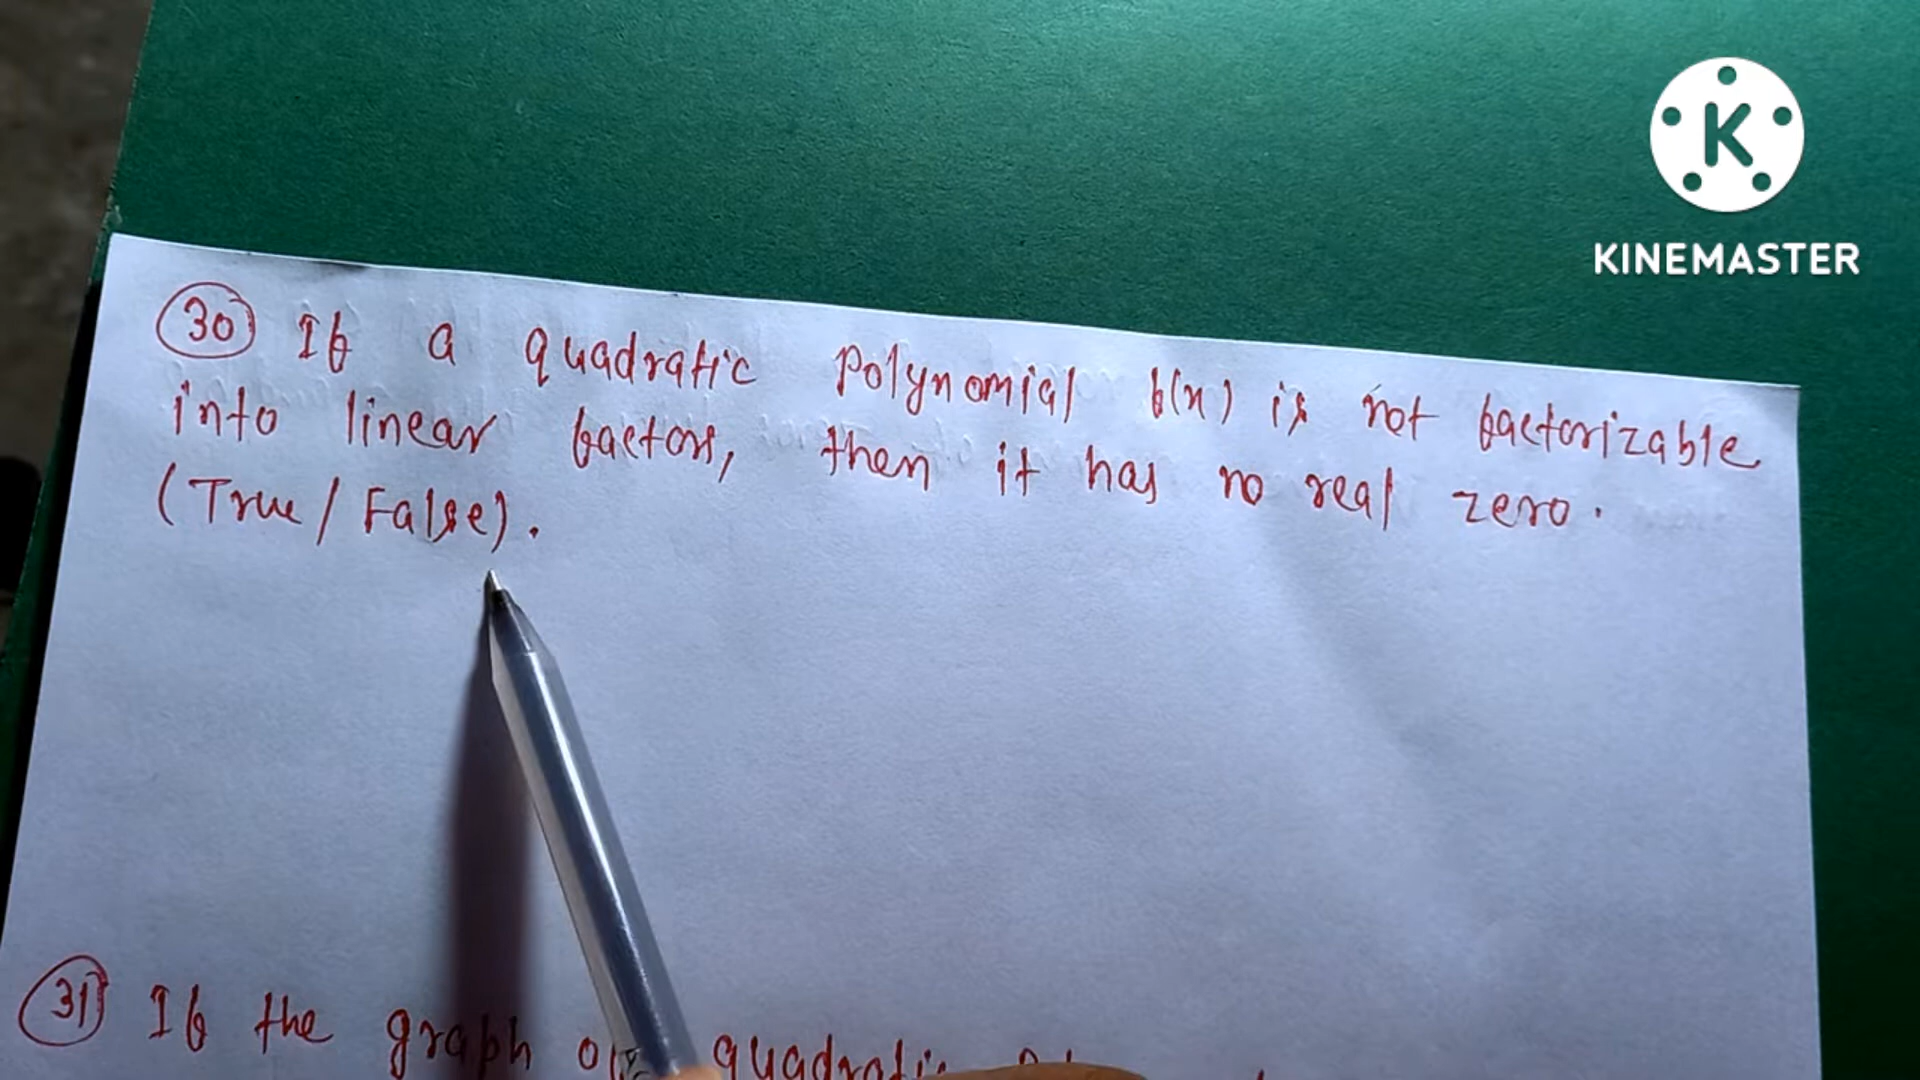 KINEMASTER
30 If a quadratic polynomial f(x) is not factorizable
into linear factors, then it has no real zero.
(True/False).
31 If the graph of quadratic